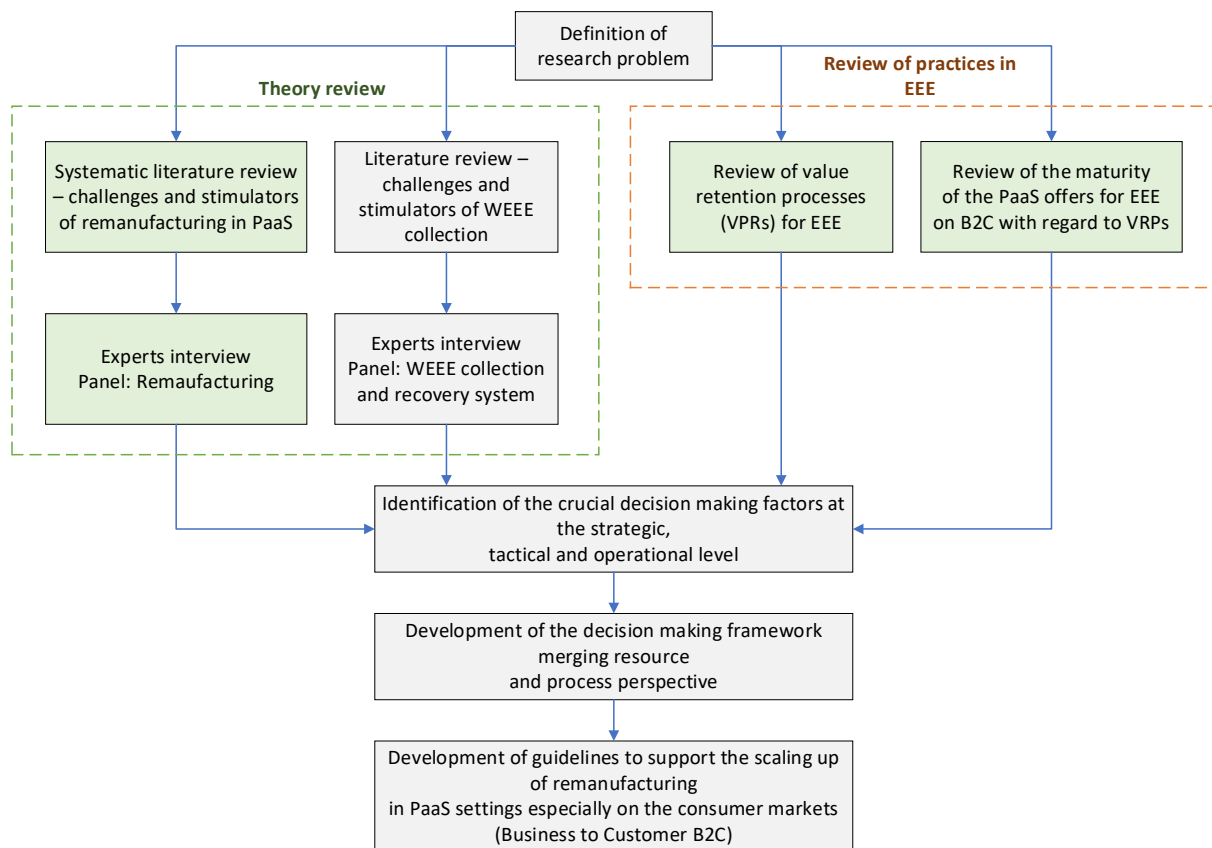 Definition of
research problem
Theory review
Review of practices in
EEE
Systematic literature review
– challenges and stimulators
of remanufacturing in PaaS
Literature review –
challenges and
stimulators of WEEE
collection
Review of value
retention processes
(VPRs) for EEE
Review of the maturity
of the PaaS offers for EEE
on B2C with regard to VRPs
Experts interview
Panel: Remaufacturing
Experts interview
Panel: WEEE collection
and recovery system
Identification of the crucial decision making factors at
the strategic,
tactical and operational level
Development of the decision making framework
merging resource
and process perspective
Development of guidelines to support the scaling up
of remanufacturing
in PaaS settings especially on the consumer markets
(Business to Customer B2C)